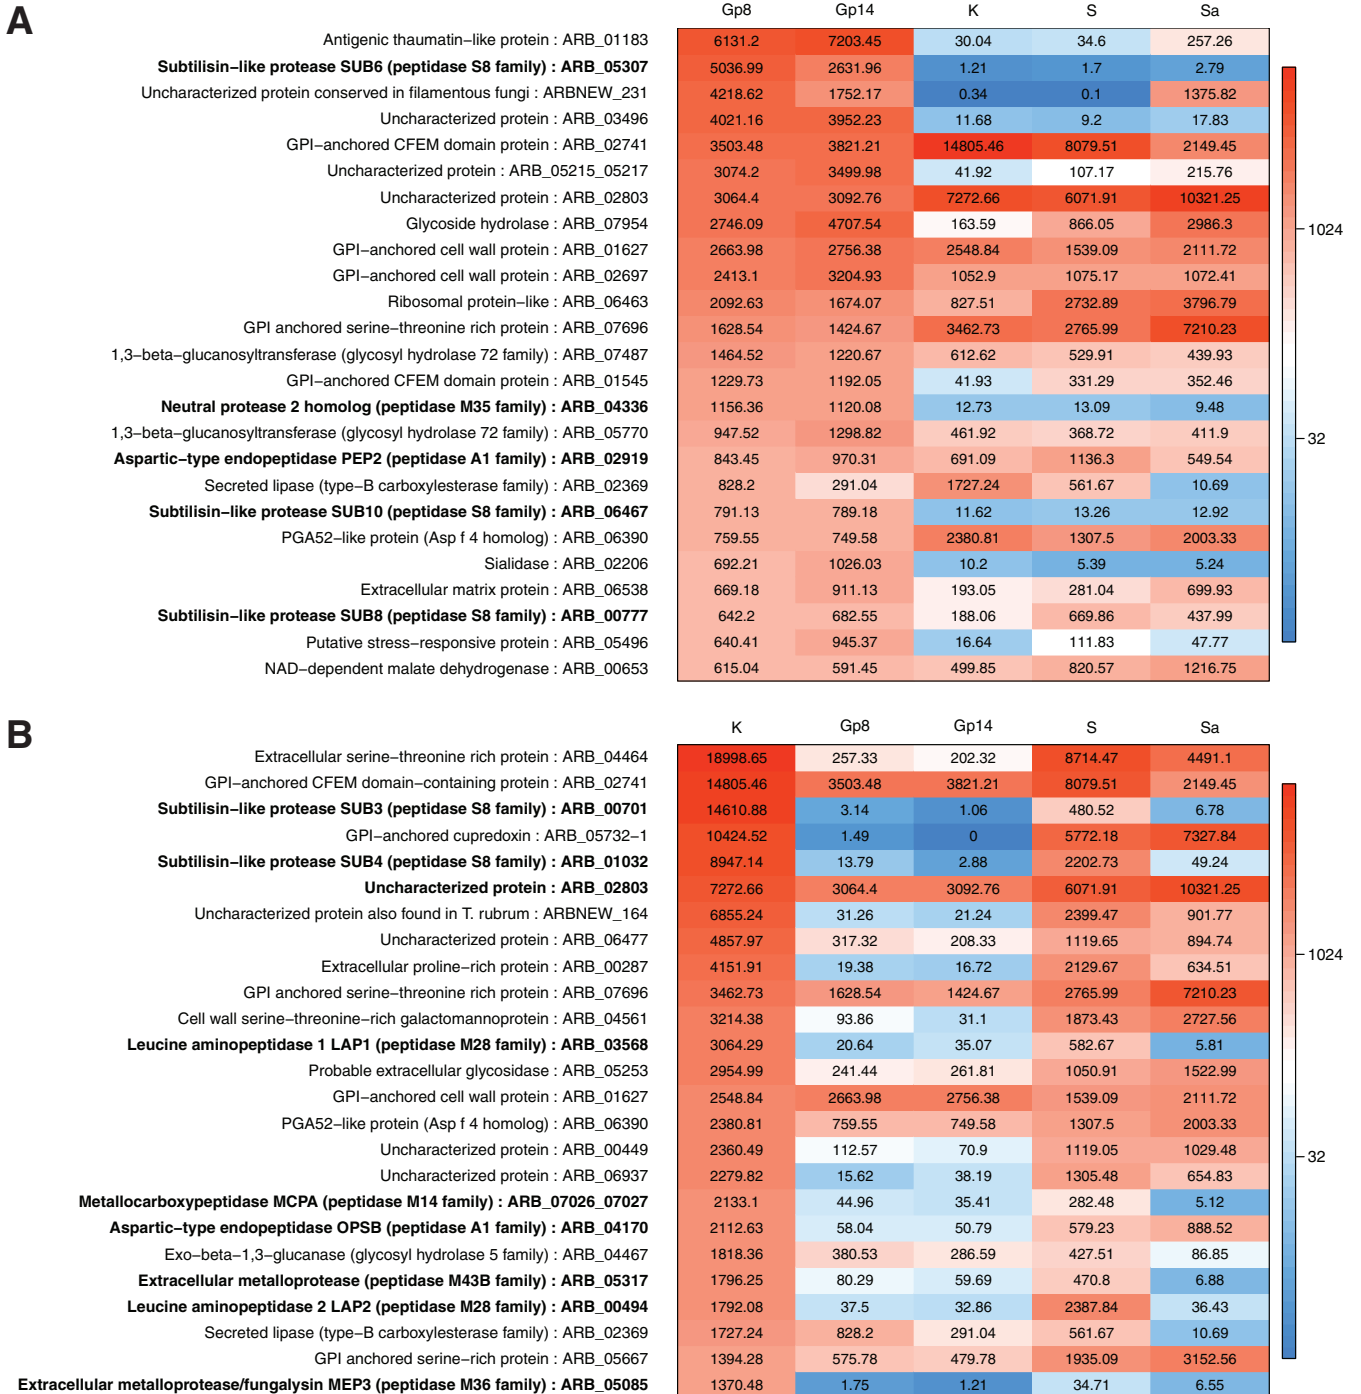 A
Gp8 Gp14 K S Sa
Antigenic thaumatin−like protein : ARB_01183 6131.2 7203.45 30.04 34.6 257.26
Subtilisin−like protease SUB6 (peptidase S8 family) : ARB_05307 5036.99 2631.96 1.21 1.7 2.79
Uncharacterized protein conserved in filamentous fungi : ARBNEW_231 4218.62 1752.17 0.34 0.1 1375.82
Uncharacterized protein : ARB_03496 4021.16 3952.23 11.68 9.2 17.83
GPI−anchored CFEM domain protein : ARB_02741 3503.48 3821.21 14805.46 8079.51 2149.45
Uncharacterized protein : ARB_05215_05217 3074.2 3499.98 41.92 107.17 215.76
Uncharacterized protein : ARB_02803 3064.4 3092.76 7272.66 6071.91 10321.25
Glycoside hydrolase : ARB_07954 2746.09 4707.54 163.59 866.05 2986.3
1024
GPI−anchored cell wall protein : ARB_01627 2663.98 2756.38 2548.84 1539.09 2111.72
GPI−anchored cell wall protein : ARB_02697 2413.1 3204.93 1052.9 1075.17 1072.41
Ribosomal protein−like : ARB_06463 2092.63 1674.07 827.51 2732.89 3796.79
GPI anchored serine−threonine rich protein : ARB_07696 1628.54 1424.67 3462.73 2765.99 7210.23
1,3−beta−glucanosyltransferase (glycosyl hydrolase 72 family) : ARB_07487 1464.52 1220.67 612.62 529.91 439.93
GPI−anchored CFEM domain protein : ARB_01545 1229.73 1192.05 41.93 331.29 352.46
Neutral protease 2 homolog (peptidase M35 family) : ARB_04336 1156.36 1120.08 12.73 13.09 9.48
1,3−beta−glucanosyltransferase (glycosyl hydrolase 72 family) : ARB_05770 947.52 1298.82 461.92 368.72 411.9
32
Aspartic−type endopeptidase PEP2 (peptidase A1 family) : ARB_02919 843.45 970.31 691.09 1136.3 549.54
Secreted lipase (type−B carboxylesterase family) : ARB_02369 828.2 291.04 1727.24 561.67 10.69
Subtilisin−like protease SUB10 (peptidase S8 family) : ARB_06467 791.13 789.18 11.62 13.26 12.92
PGA52−like protein (Asp f 4 homolog) : ARB_06390 759.55 749.58 2380.81 1307.5 2003.33
Sialidase : ARB_02206 692.21 1026.03 10.2 5.39 5.24
Extracellular matrix protein : ARB_06538 669.18 911.13 193.05 281.04 699.93
Subtilisin−like protease SUB8 (peptidase S8 family) : ARB_00777 642.2 682.55 188.06 669.86 437.99
Putative stress−responsive protein : ARB_05496 640.41 945.37 16.64 111.83 47.77
NAD−dependent malate dehydrogenase : ARB_00653 615.04 591.45 499.85 820.57 1216.75
B
K Gp8 Gp14 S Sa
Extracellular serine−threonine rich protein : ARB_04464 18998.65 257.33 202.32 8714.47 4491.1
GPI−anchored CFEM domain−containing protein : ARB_02741 14805.46 3503.48 3821.21 8079.51 2149.45
Subtilisin−like protease SUB3 (peptidase S8 family) : ARB_00701 14610.88 3.14 1.06 480.52 6.78
GPI−anchored cupredoxin : ARB_05732−1 10424.52 1.49 0 5772.18 7327.84
Subtilisin−like protease SUB4 (peptidase S8 family) : ARB_01032 8947.14 13.79 2.88 2202.73 49.24
Uncharacterized protein : ARB_02803 7272.66 3064.4 3092.76 6071.91 10321.25
Uncharacterized protein also found in T. rubrum : ARBNEW_164 6855.24 31.26 21.24 2399.47 901.77
Uncharacterized protein : ARB_06477 4857.97 317.32 208.33 1119.65 894.74
1024
Extracellular proline−rich protein : ARB_00287 4151.91 19.38 16.72 2129.67 634.51
GPI anchored serine−threonine rich protein : ARB_07696 3462.73 1628.54 1424.67 2765.99 7210.23
Cell wall serine−threonine−rich galactomannoprotein : ARB_04561 3214.38 93.86 31.1 1873.43 2727.56
Leucine aminopeptidase 1 LAP1 (peptidase M28 family) : ARB_03568 3064.29 20.64 35.07 582.67 5.81
Probable extracellular glycosidase : ARB_05253 2954.99 241.44 261.81 1050.91 1522.99
GPI−anchored cell wall protein : ARB_01627 2548.84 2663.98 2756.38 1539.09 2111.72
PGA52−like protein (Asp f 4 homolog) : ARB_06390 2380.81 759.55 749.58 1307.5 2003.33
Uncharacterized protein : ARB_00449 2360.49 112.57 70.9 1119.05 1029.48
32
Uncharacterized protein : ARB_06937 2279.82 15.62 38.19 1305.48 654.83
Metallocarboxypeptidase MCPA (peptidase M14 family) : ARB_07026_07027 2133.1 44.96 35.41 282.48 5.12
Aspartic−type endopeptidase OPSB (peptidase A1 family) : ARB_04170 2112.63 58.04 50.79 579.23 888.52
Exo−beta−1,3−glucanase (glycosyl hydrolase 5 family) : ARB_04467 1818.36 380.53 286.59 427.51 86.85
Extracellular metalloprotease (peptidase M43B family) : ARB_05317 1796.25 80.29 59.69 470.8 6.88
Leucine aminopeptidase 2 LAP2 (peptidase M28 family) : ARB_00494 1792.08 37.5 32.86 2387.84 36.43
Secreted lipase (type−B carboxylesterase family) : ARB_02369 1727.24 828.2 291.04 561.67 10.69
GPI anchored serine−rich protein : ARB_05667 1394.28 575.78 479.78 1935.09 3152.56
Extracellular metalloprotease/fungalysin MEP3 (peptidase M36 family) : ARB_05085 1370.48 1.75 1.21 34.71 6.55